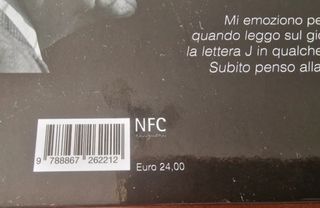 Mi emoziono pe
quando leggo sul gio
la lettera J in qualche
Subito penso alla
NFC
edizioni
9 788867 262212
Euro 24,00